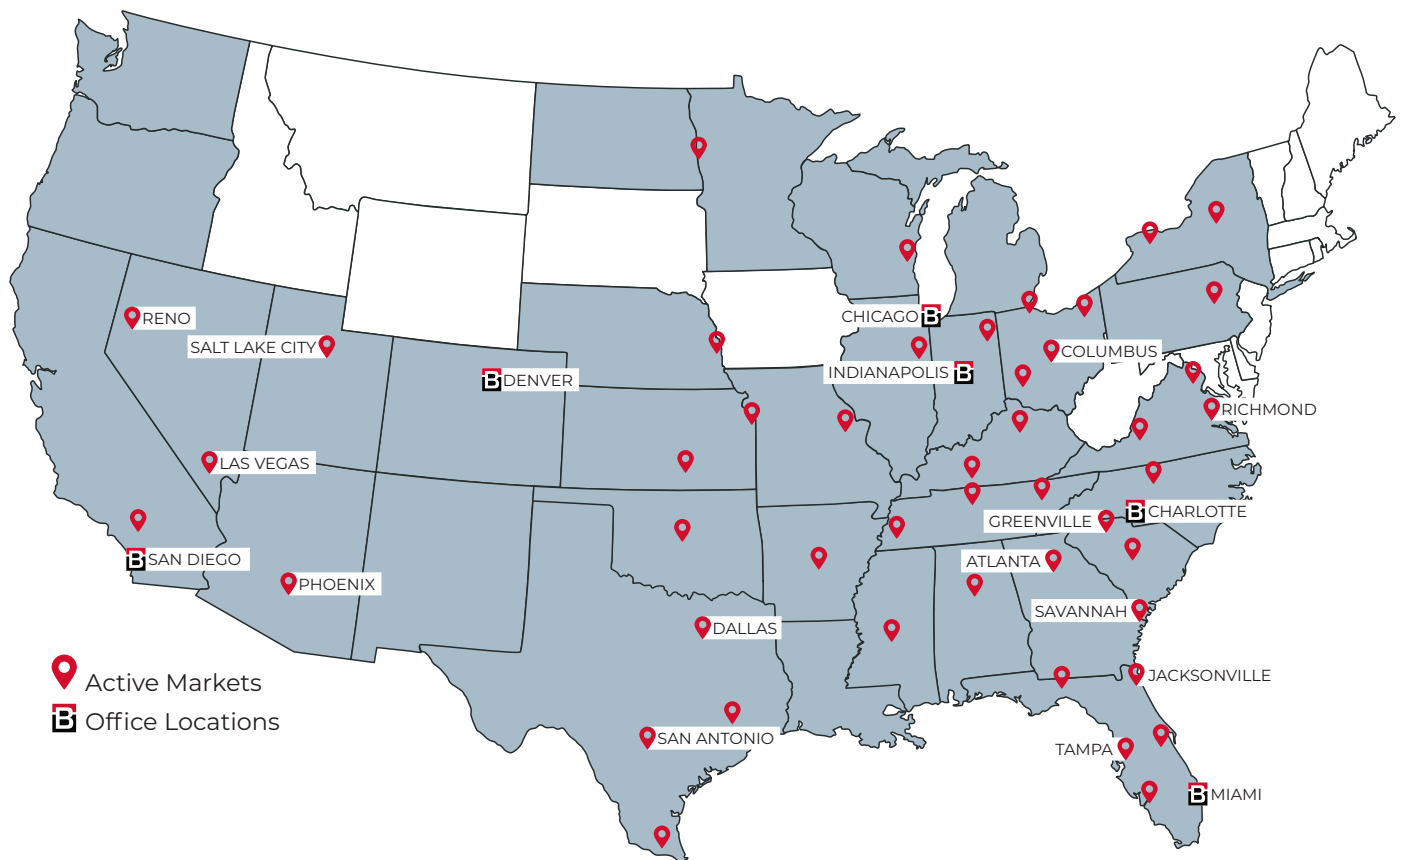 RENO
CHICAGO
B
SALT LAKE CITY
COLUMBUS
INDIANAPOLIS
B
B
DENVER
RICHMOND
LAS VEGAS
GREENVILLE
B
CHARLOTTE
B
SAN DIEGO
ATLANTA
PHOENIX
SAVANNAH
DALLAS
JACKSONVILLE
Active Markets
B
Office Locations
SAN ANTONIO
TAMPA
B
MIAMI